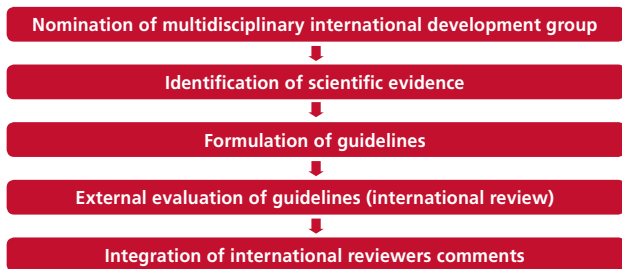 Nomination of multidisciplinary international development group
Identification of scientific evidence
Formulation of guidelines
External evaluation of guidelines (international review)
Integration of international reviewers comments